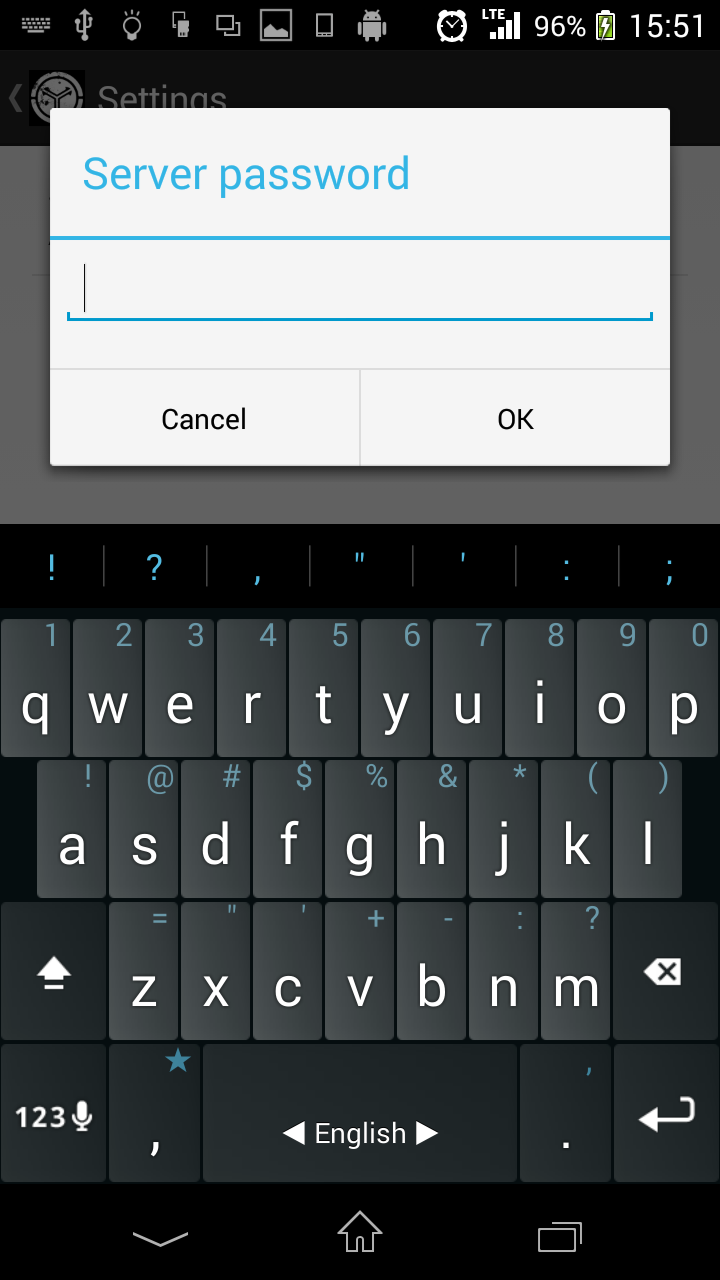 LTE 96% 15:51
Settings
Server password
Cancel OK
! ? , " ' : ;
1 2 3 4 5 6 7 8 9 0
q w e r t y u i o p
! @ # $ % & * ( )
a s d f g h j k l
= " ' + - : ?
z x c v b n m
★ ,
123 , ◀ English ▶ .